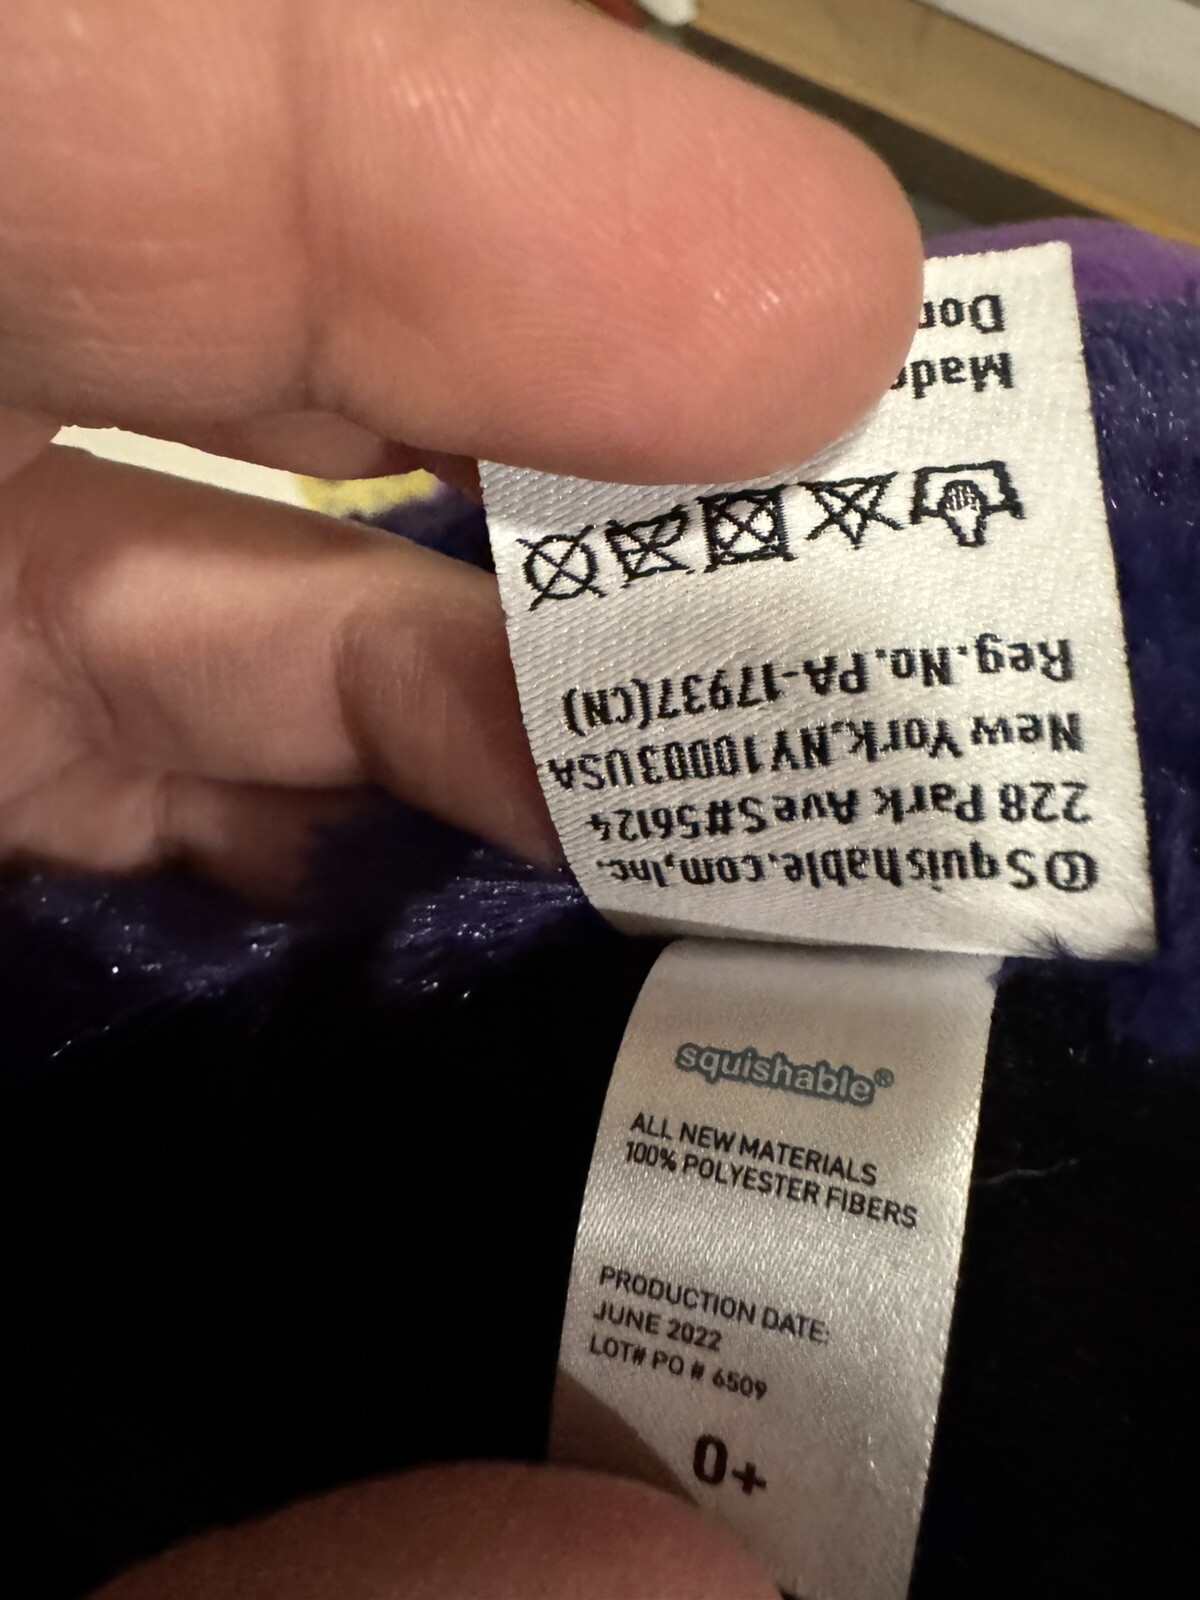 ©Squishable.com,Inc.
228 Park Ave S#56124
New York,NY 10003 USA
Reg.No.PA-17937(CN)
squishable®
ALL NEW MATERIALS
100% POLYESTER FIBERS
PRODUCTION DATE:
JUNE 2022
LOT# PO # 6509
0+